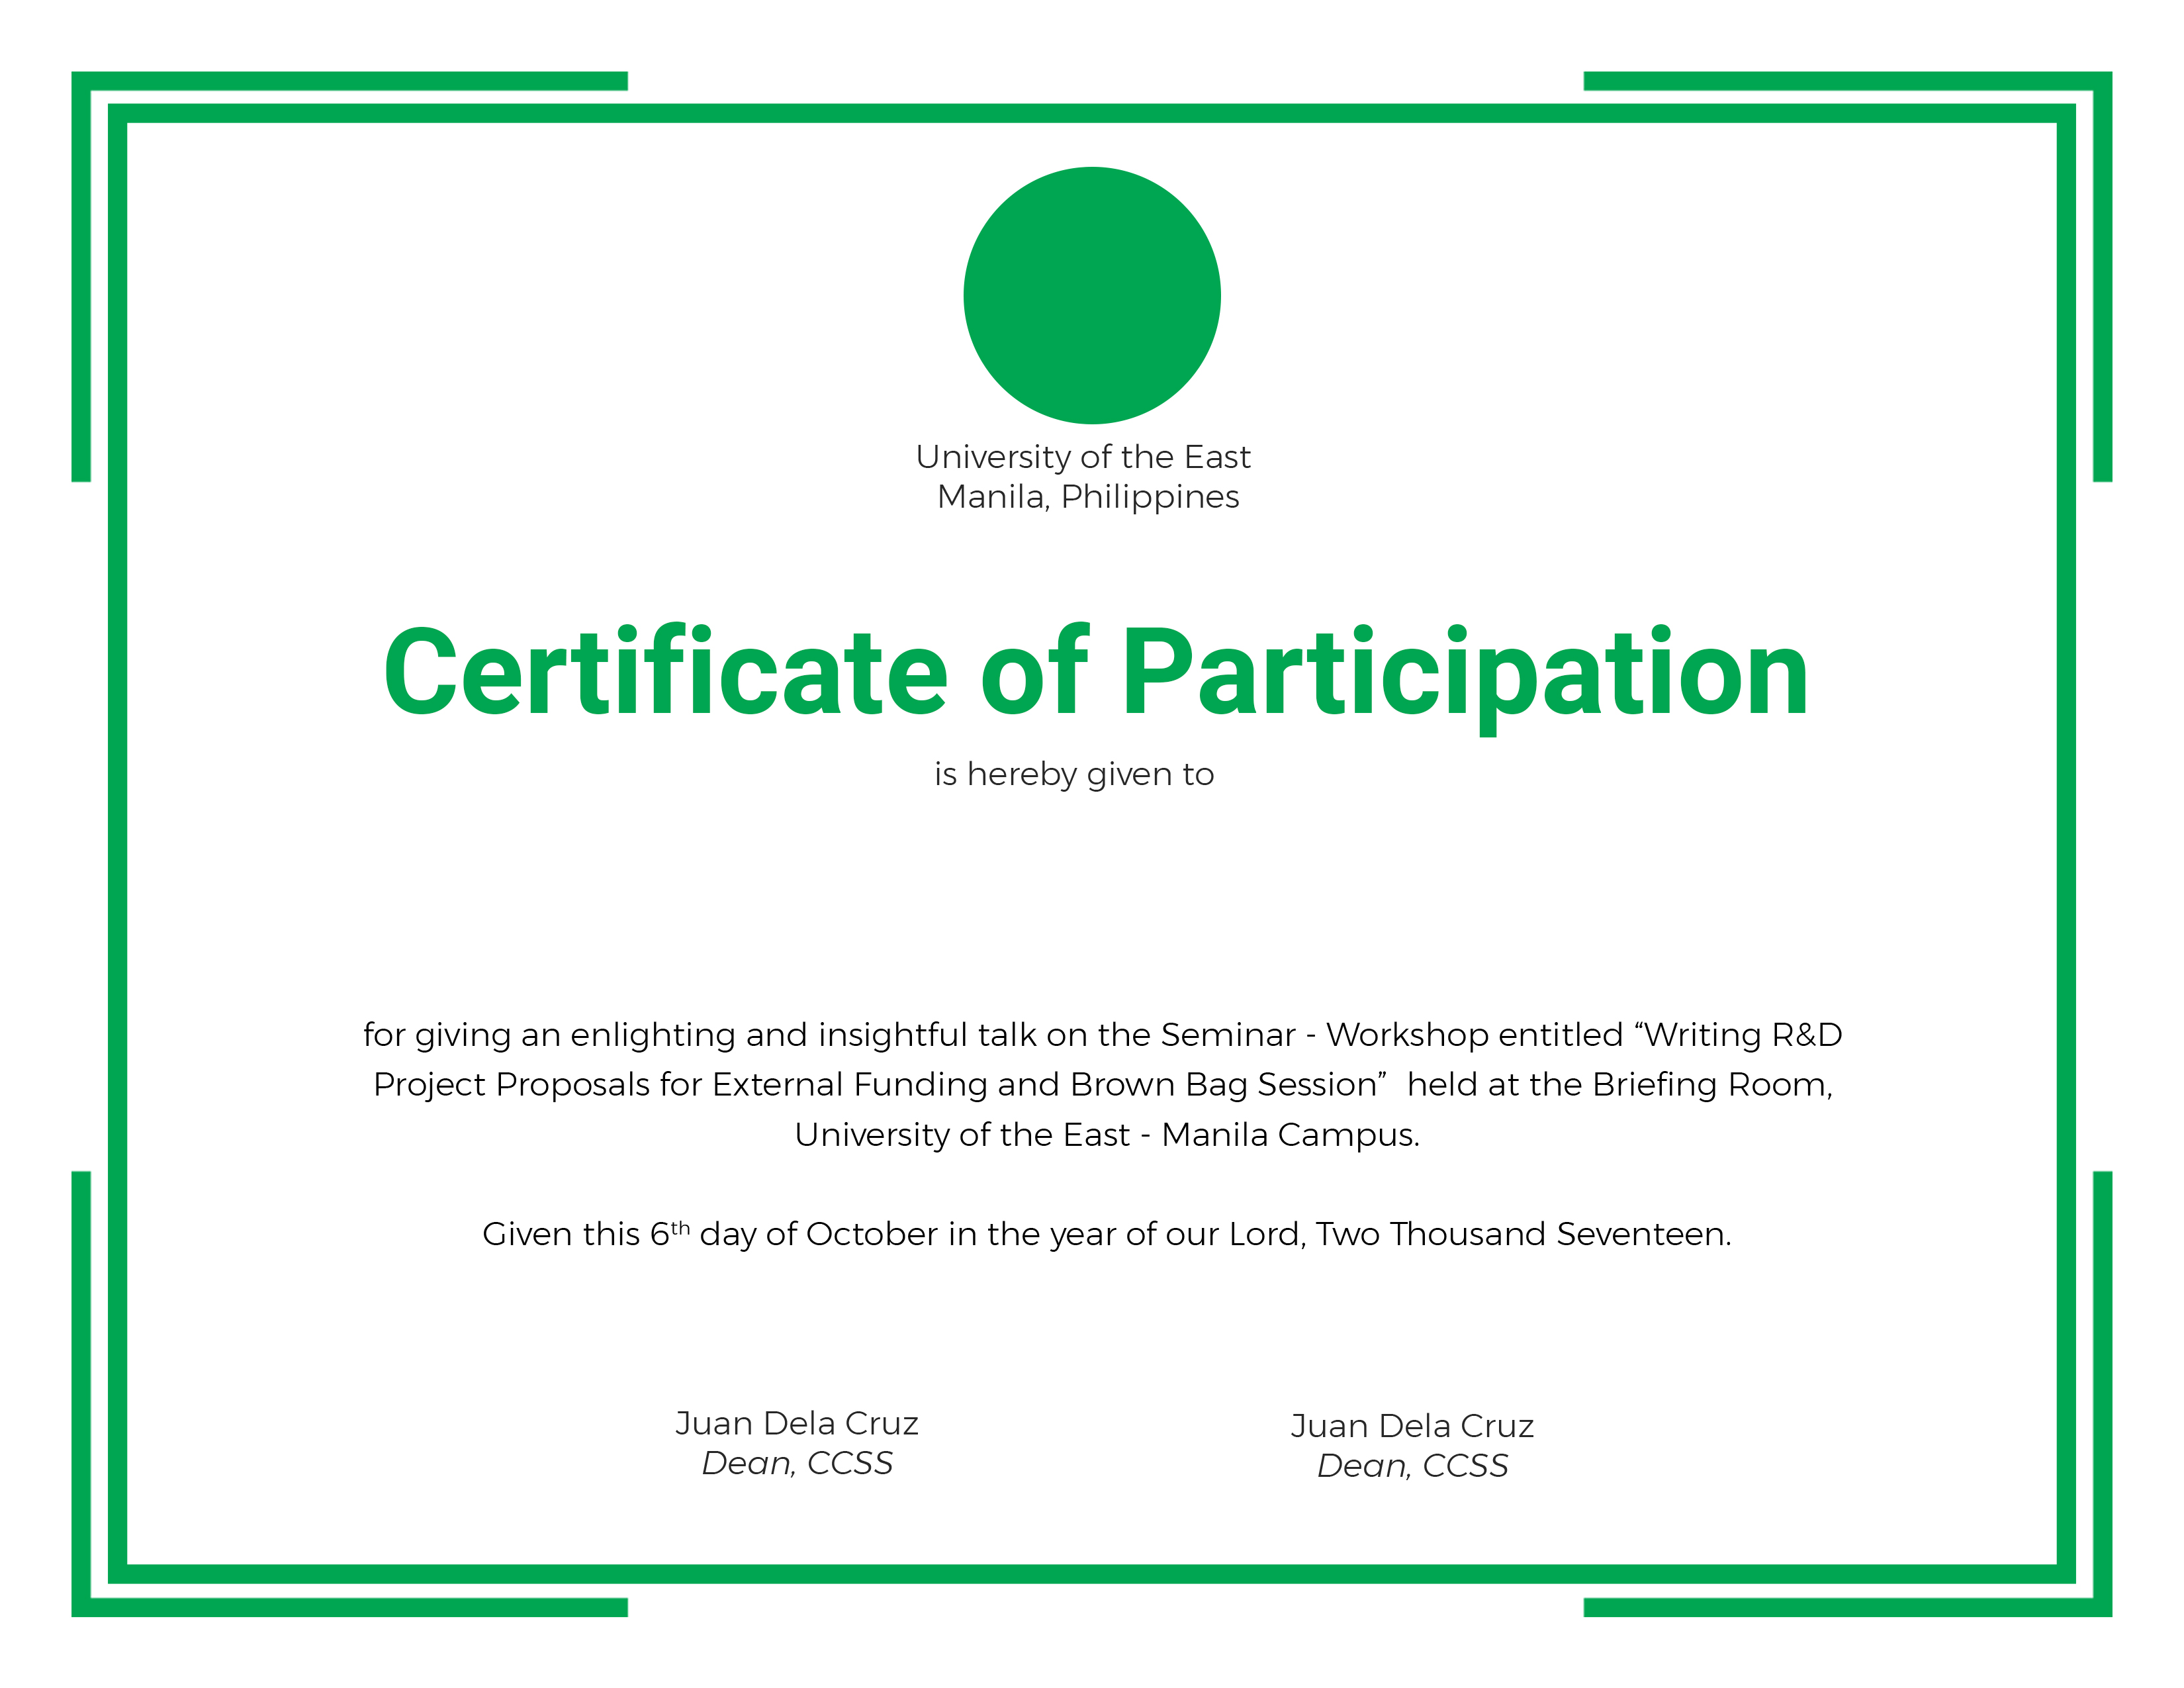 University of the East
Manila, Philippines
Certificate of Participation
is hereby given to
for giving an enlighting and insightful talk on the Seminar - Workshop entitled “Writing R&D
Project Proposals for External Funding and Brown Bag Session” held at the Briefing Room,
University of the East - Manila Campus.
Given this 6th day of October in the year of our Lord, Two Thousand Seventeen.
Juan Dela Cruz
Dean, CCSS
Juan Dela Cruz
Dean, CCSS